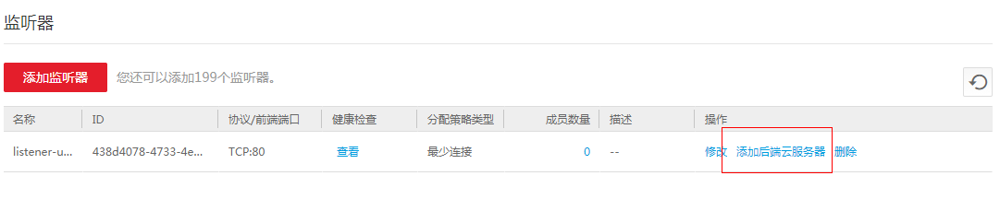 监听器
添加监听器 您还可以添加199个监听器。
名称 ID 协议/前端端口 健康检查 分配策略类型 成员数量 描述 操作
listener-u... 438d4078-4733-4e... TCP:80 查看 最少连接 0 -- 修改 添加后端云服务器 删除